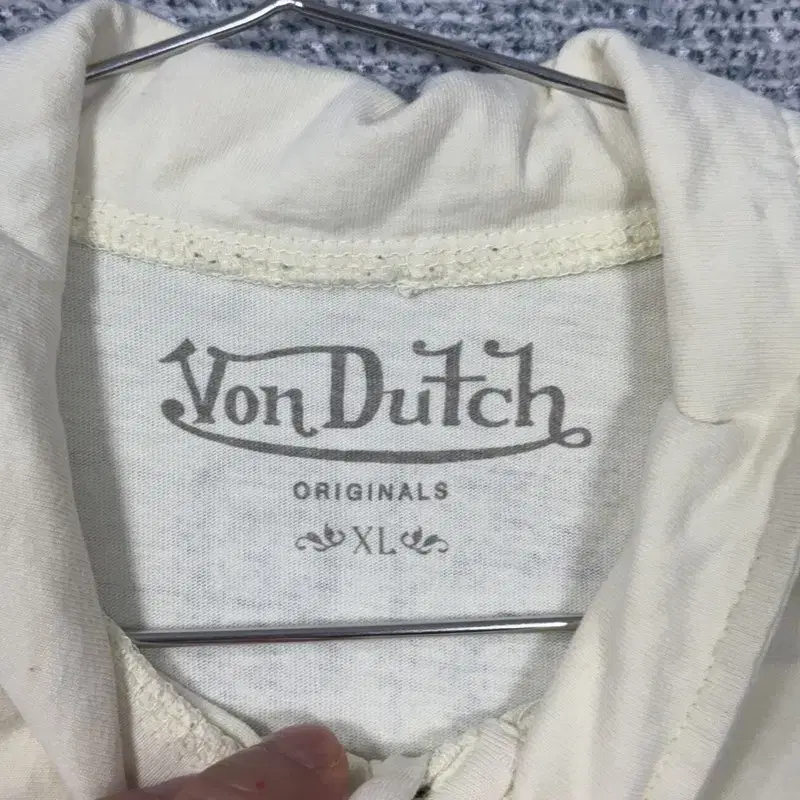 Von Dutch
ORIGINALS
XL